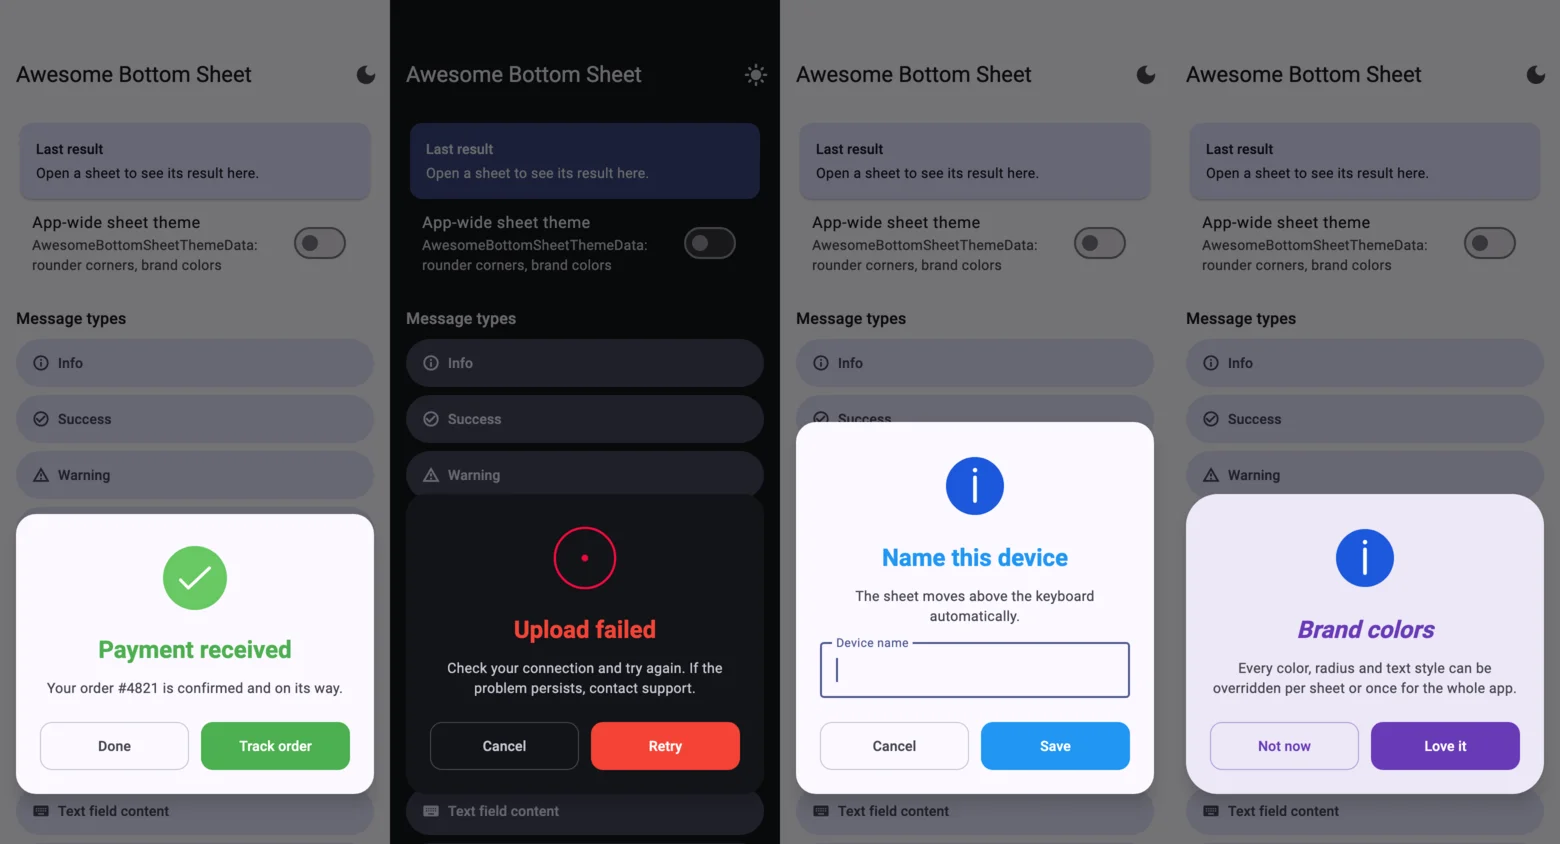 Awesome Bottom Sheet
Last result
Open a sheet to see its result here.
App-wide sheet theme
AwesomeBottomSheetThemeData:
rounder corners, brand colors
Message types
Info
Success
Warning
Payment received
Your order #4821 is confirmed and on its way.
Done
Track order
Text field content
Awesome Bottom Sheet
Last result
Open a sheet to see its result here.
App-wide sheet theme
AwesomeBottomSheetThemeData:
rounder corners, brand colors
Message types
Info
Success
Warning
Upload failed
Check your connection and try again. If the
problem persists, contact support.
Cancel
Retry
Text field content
Awesome Bottom Sheet
Last result
Open a sheet to see its result here.
App-wide sheet theme
AwesomeBottomSheetThemeData:
rounder corners, brand colors
Message types
Info
Success
Name this device
The sheet moves above the keyboard
automatically.
Device name
Cancel
Save
Text field content
Awesome Bottom Sheet
Last result
Open a sheet to see its result here.
App-wide sheet theme
AwesomeBottomSheetThemeData:
rounder corners, brand colors
Message types
Info
Success
Warning
Brand colors
Every color, radius and text style can be
overridden per sheet or once for the whole app.
Not now
Love it
Text field content